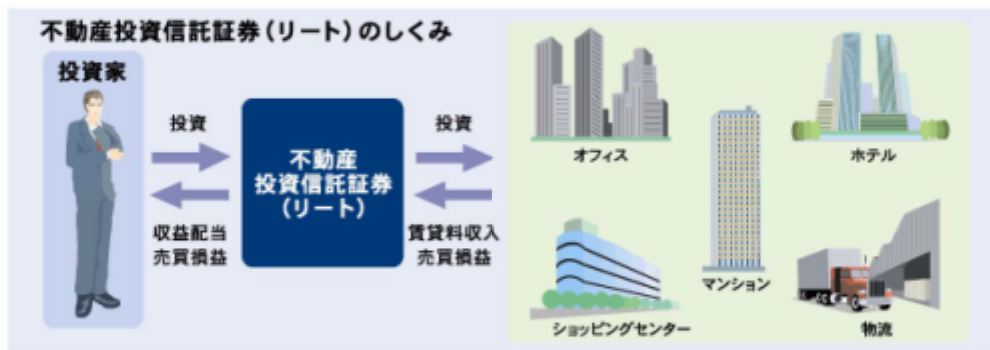 不動産投資信託証券(リート)のしくみ
投資家
投資
収益配当
売買損益
不動産
投資信託証券
(リート)
投資
賃貸料収入
売買損益
オフィス
ホテル
マンション
ショッピングセンター
物流